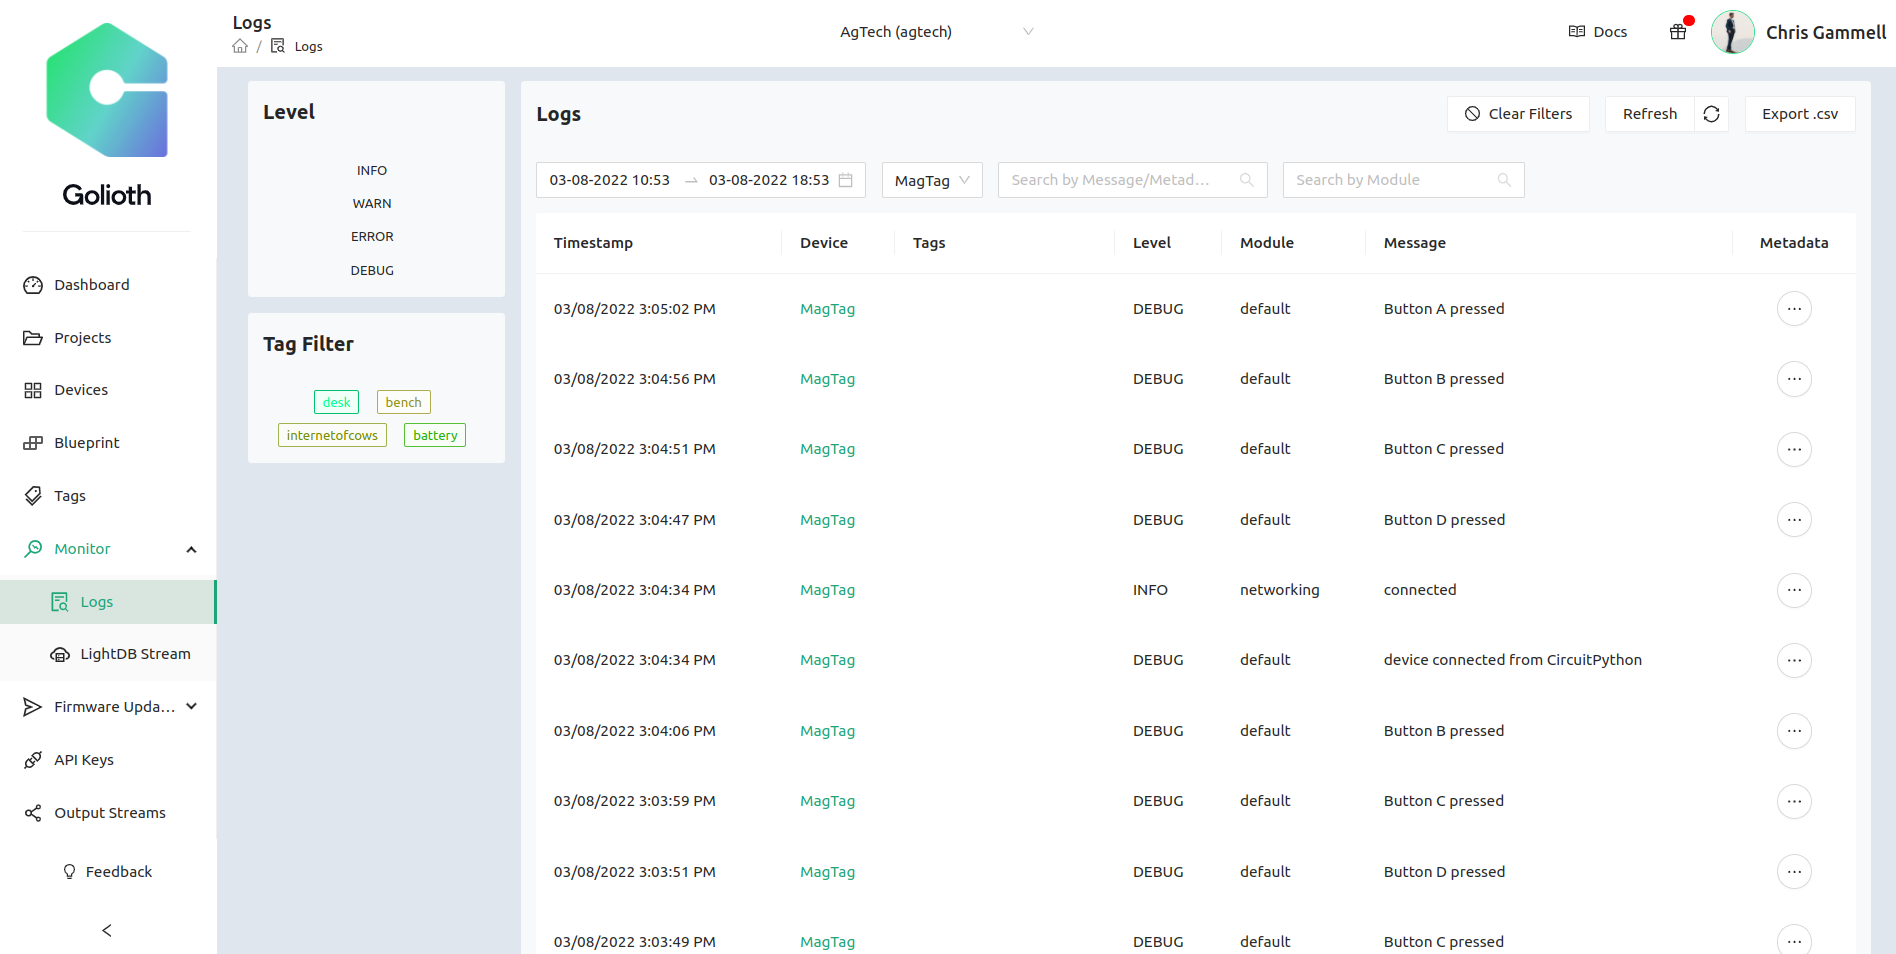 Golioth
Dashboard
Projects
Devices
Blueprint
Tags
Monitor
Logs
LightDB Stream
Firmware Upda...
API Keys
Output Streams
Feedback
Logs
/ Logs
AgTech (agtech)
Docs
Chris Gammell
Level
INFO
WARN
ERROR
DEBUG
Tag Filter
desk bench
internetofcows battery
Logs
Clear Filters Refresh Export .csv
03-08-2022 10:53 → 03-08-2022 18:53 MagTag Search by Message/Metad... Search by Module
Timestamp Device Tags Level Module Message Metadata
03/08/2022 3:05:02 PM MagTag DEBUG default Button A pressed ...
03/08/2022 3:04:56 PM MagTag DEBUG default Button B pressed ...
03/08/2022 3:04:51 PM MagTag DEBUG default Button C pressed ...
03/08/2022 3:04:47 PM MagTag DEBUG default Button D pressed ...
03/08/2022 3:04:34 PM MagTag INFO networking connected ...
03/08/2022 3:04:34 PM MagTag DEBUG default device connected from CircuitPython ...
03/08/2022 3:04:06 PM MagTag DEBUG default Button B pressed ...
03/08/2022 3:03:59 PM MagTag DEBUG default Button C pressed ...
03/08/2022 3:03:51 PM MagTag DEBUG default Button D pressed ...
03/08/2022 3:03:49 PM MagTag DEBUG default Button C pressed ...